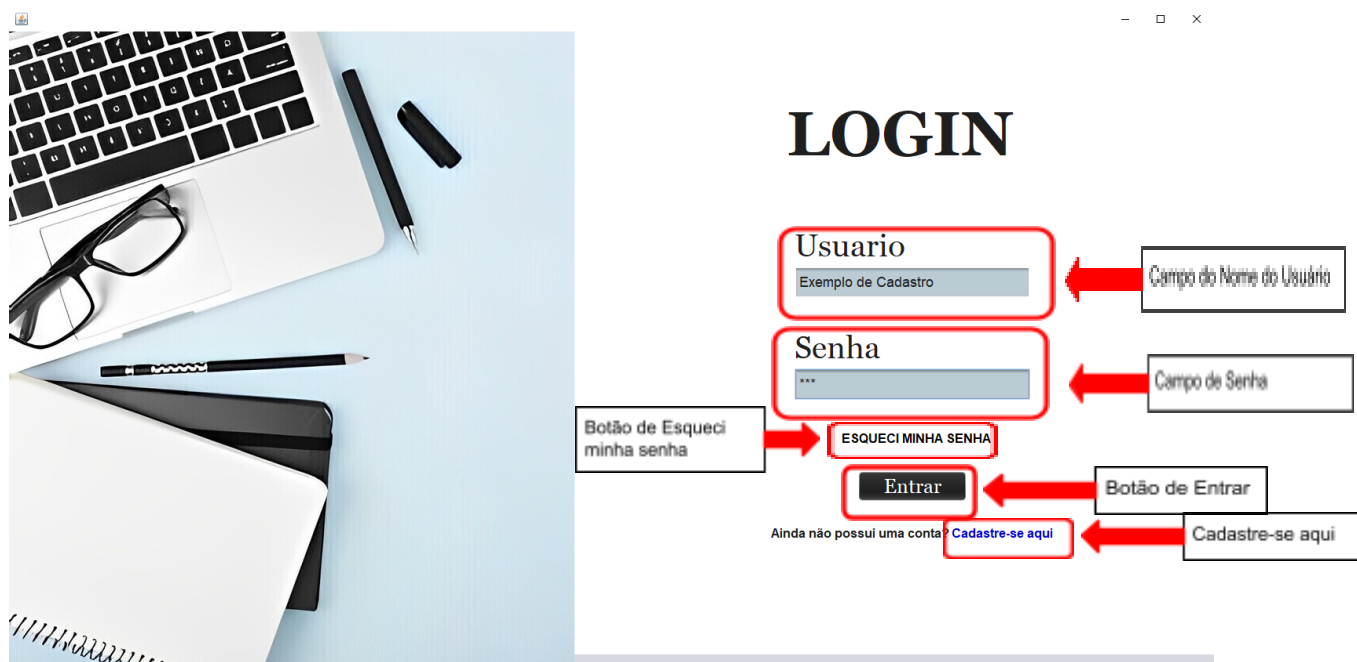 LOGIN
Usuario
Exemplo de Cadastro
Campo do Nome do Usuário
Senha
***
Campo de Senha
Botão de Esqueci
minha senha
ESQUECI MINHA SENHA
Entrar
Botão de Entrar
Ainda não possui uma conta? Cadastre-se aqui
Cadastre-se aqui